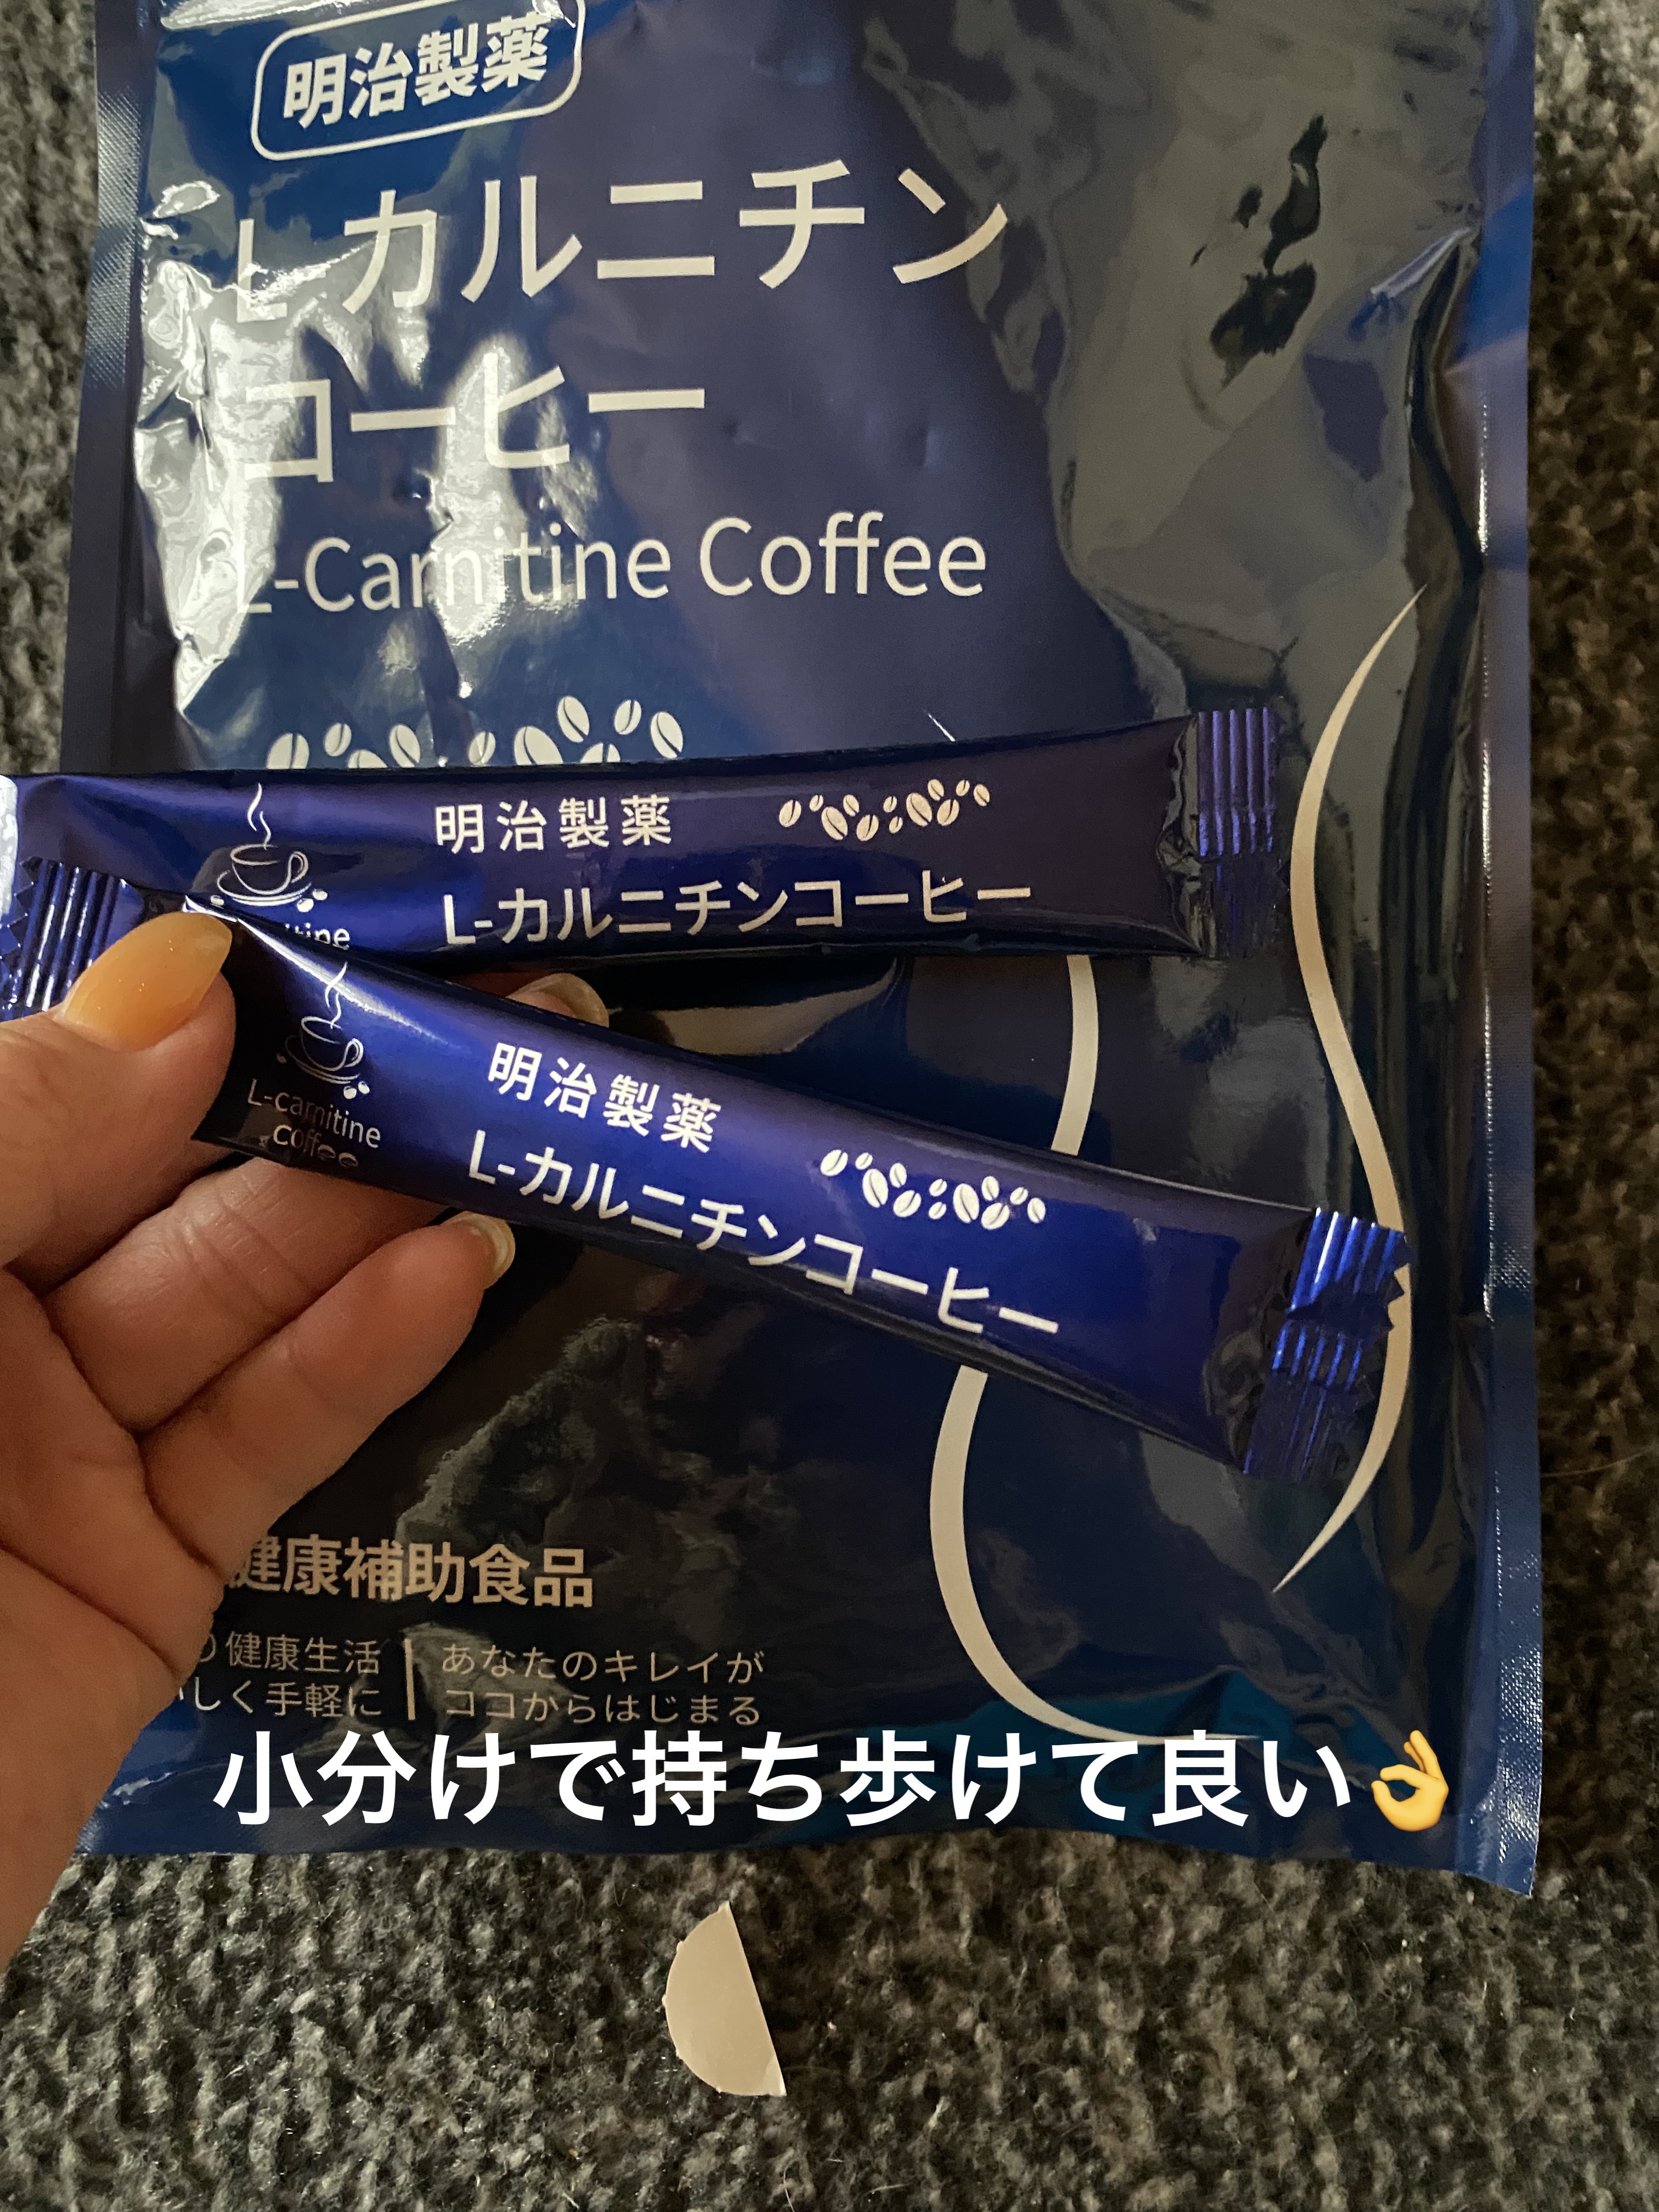 明治製薬
L カルニチン
コーヒー
L-Carnitine Coffee
明治製薬
L-カルニチンコーヒー
明治製薬
L-カルニチンコーヒー
L-carnitine
coffee
健康補助食品
の健康生活
しく手軽に
あなたのキレイが
ココからはじまる
小分けで持ち歩けて良い👌